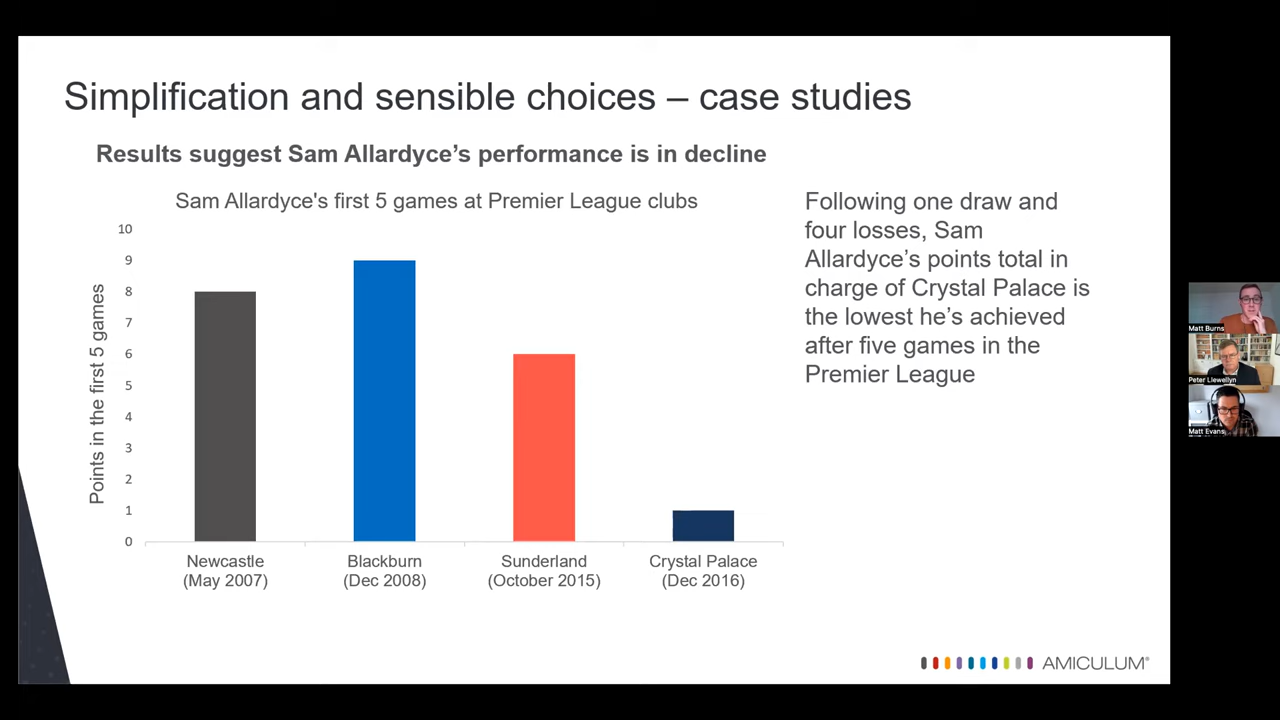 Simplification and sensible choices – case studies
Results suggest Sam Allardyce’s performance is in decline
Sam Allardyce's first 5 games at Premier League clubs
Points in the first 5 games
10
9
8
7
6
5
4
3
2
1
0
Newcastle
(May 2007)
Blackburn
(Dec 2008)
Sunderland
(October 2015)
Crystal Palace
(Dec 2016)
Following one draw and
four losses, Sam
Allardyce’s points total in
charge of Crystal Palace is
the lowest he’s achieved
after five games in the
Premier League
Matt Burns
Peter Llewellyn
Matt Evans
AMICULUM®